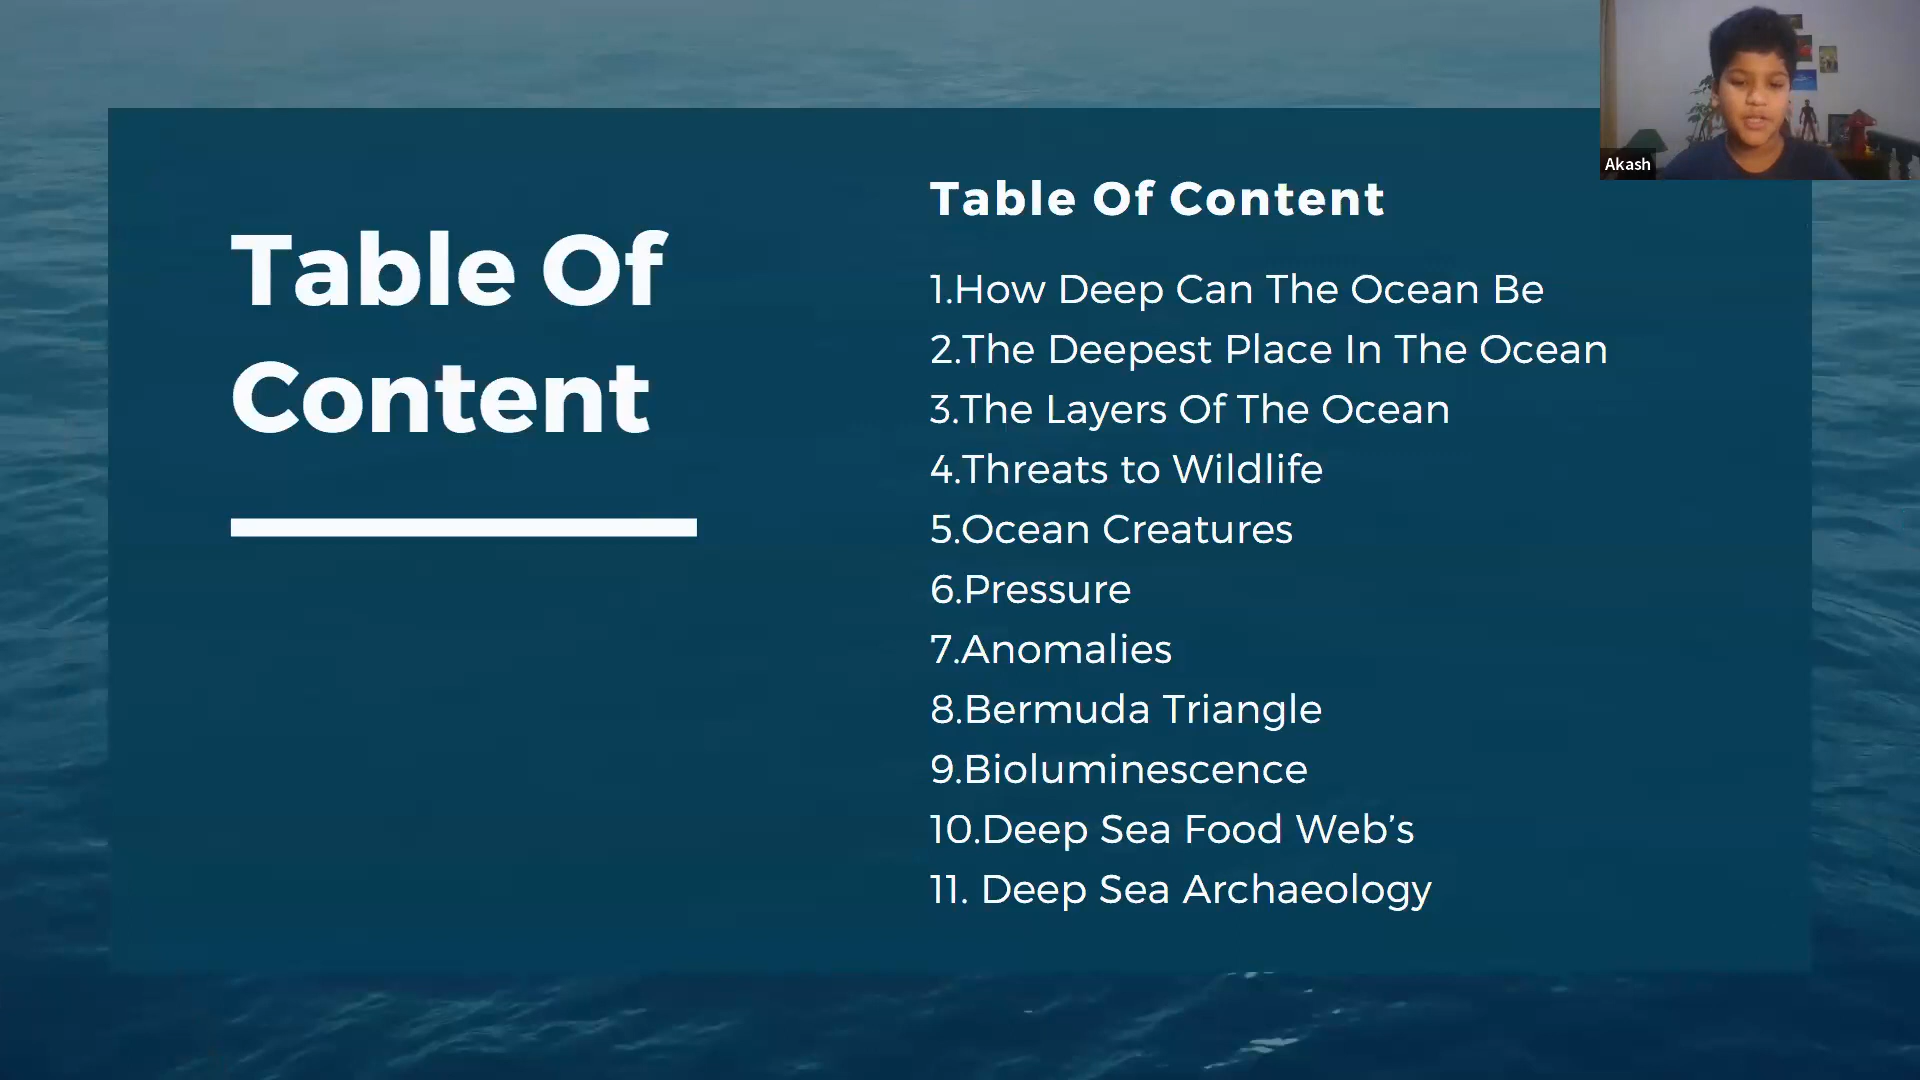 Table Of
Content
Table Of Content
1.How Deep Can The Ocean Be
2.The Deepest Place In The Ocean
3.The Layers Of The Ocean
4.Threats to Wildlife
5.Ocean Creatures
6.Pressure
7.Anomalies
8.Bermuda Triangle
9.Bioluminescence
10.Deep Sea Food Web’s
11. Deep Sea Archaeology
Akash